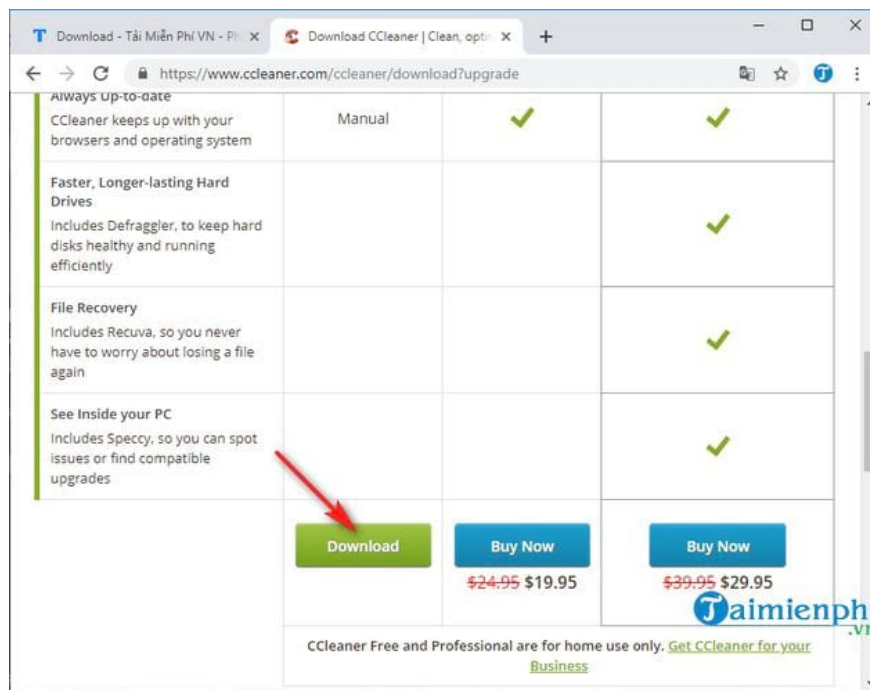 Download - Tải Miễn Phí VN - Ph
Download CCleaner | Clean, opti
https://www.ccleaner.com/ccleaner/download?upgrade
Always Up-to-date
CCleaner keeps up with your
browsers and operating system
Manual
Faster, Longer-lasting Hard
Drives
Includes Defraggler, to keep hard
disks healthy and running
efficiently
File Recovery
Includes Recuva, so you never
have to worry about losing a file
again
See Inside your PC
Includes Speccy, so you can spot
issues or find compatible
upgrades
Download
Buy Now
Buy Now
$24.95 $19.95
$39.95 $29.95
Taimienph
.vn
CCleaner Free and Professional are for home use only. Get CCleaner for your
Business